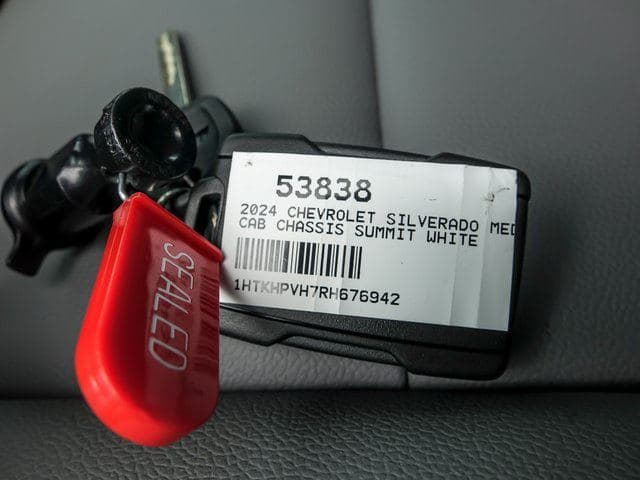 53838
2024 CHEVROLET SILVERADO MED
CAB CHASSIS SUMMIT WHITE
1HTKHPVH7RH676942
SEALED